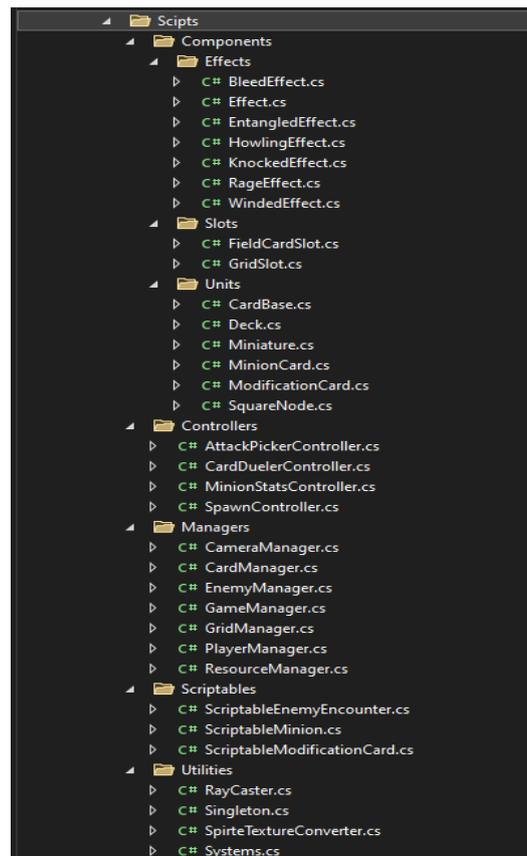 Scipts
Components
Effects
C# BleedEffect.cs
C# Effect.cs
C# EntangledEffect.cs
C# HowlingEffect.cs
C# KnockedEffect.cs
C# RageEffect.cs
C# WindedEffect.cs
Slots
C# FieldCardSlot.cs
C# GridSlot.cs
Units
C# CardBase.cs
C# Deck.cs
C# Miniature.cs
C# MinionCard.cs
C# ModificationCard.cs
C# SquareNode.cs
Controllers
C# AttackPickerController.cs
C# CardDuelerController.cs
C# MinionStatsController.cs
C# SpawnController.cs
Managers
C# CameraManager.cs
C# CardManager.cs
C# EnemyManager.cs
C# GameManager.cs
C# GridManager.cs
C# PlayerManager.cs
C# ResourceManager.cs
Scriptables
C# ScriptableEnemyEncounter.cs
C# ScriptableMinion.cs
C# ScriptableModificationCard.cs
Utilities
C# RayCaster.cs
C# Singleton.cs
C# SpirteTextureConverter.cs
C# Systems.cs